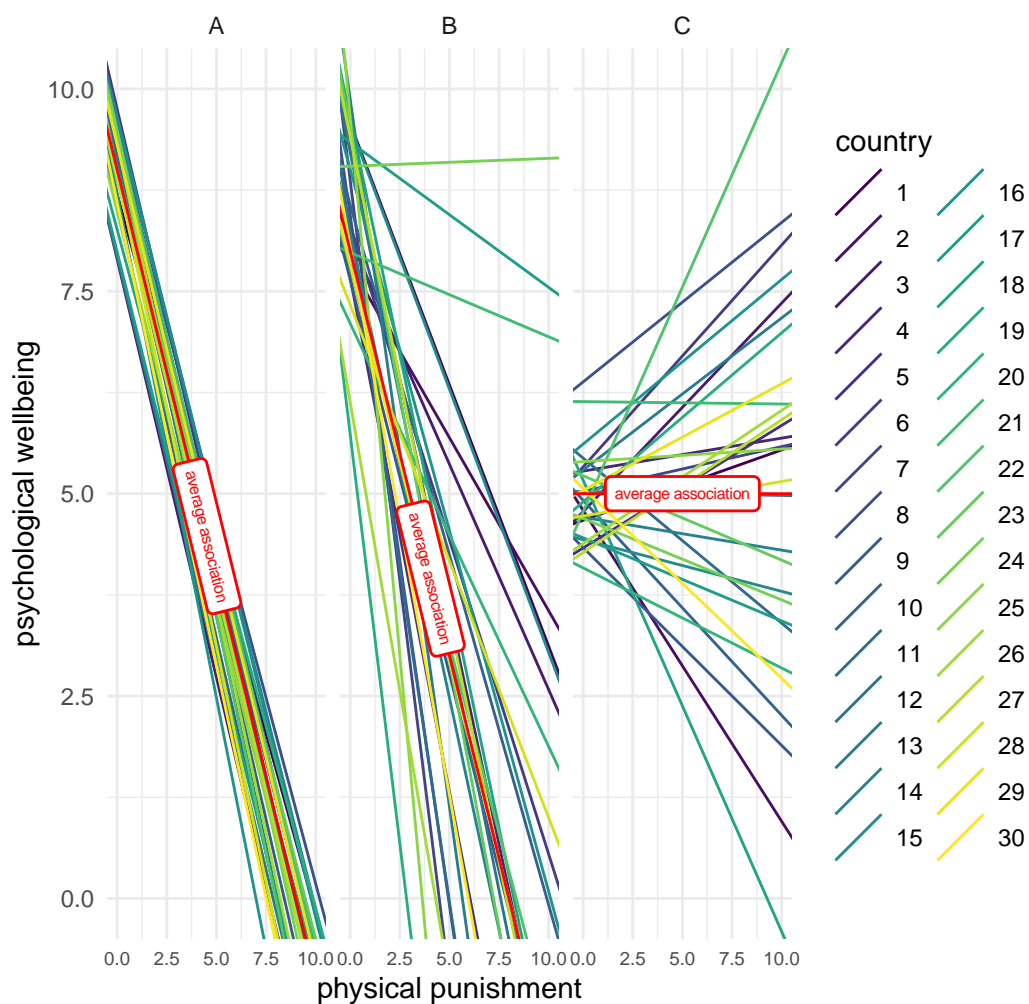 A B C
10.0
7.5
5.0
2.5
0.0
psychological wellbeing
average association
average association
average association
0.0 2.5 5.0 7.5 10.0 0.0 2.5 5.0 7.5 10.0 0.0 2.5 5.0 7.5 10.0
physical punishment
country
1 16
2 17
3 18
4 19
5 20
6 21
7 22
8 23
9 24
10 25
11 26
12 27
13 28
14 29
15 30